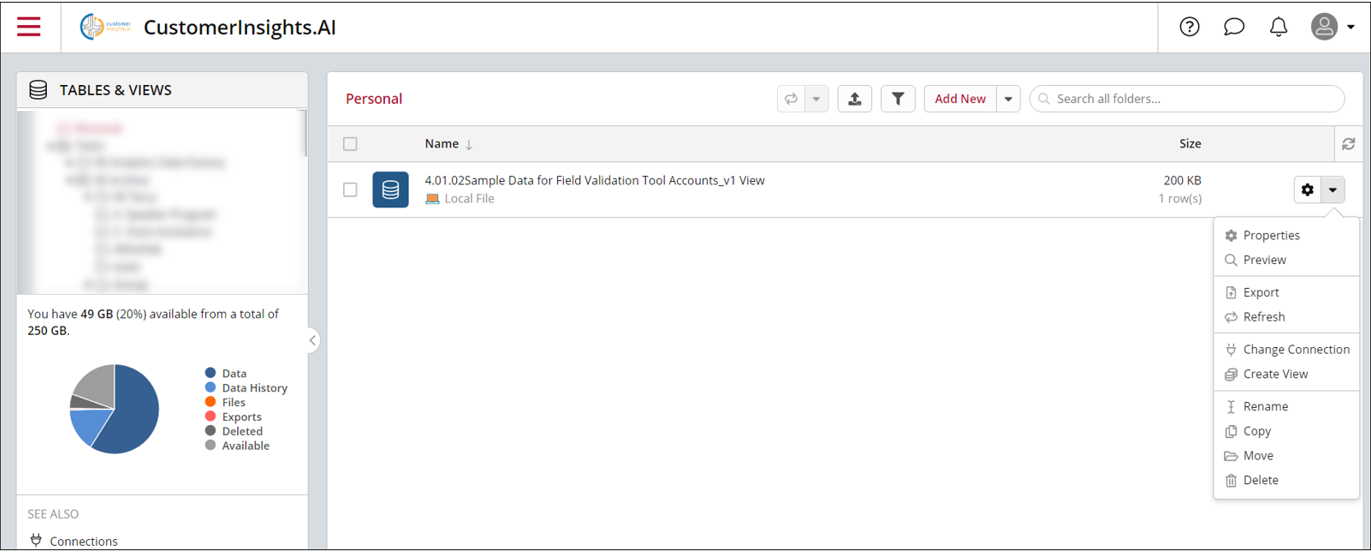 customer
insights.ai
CustomerInsights.AI
TABLES & VIEWS
Personal
You have 49 GB (20%) available from a total of
250 GB.
Data
Data History
Files
Exports
Deleted
Available
SEE ALSO
Connections
Personal
Add New
Search all folders...
Name ↓
Size
4.01.02Sample Data for Field Validation Tool Accounts_v1 View
200 KB
Local File
1 row(s)
Properties
Preview
Export
Refresh
Change Connection
Create View
Rename
Copy
Move
Delete